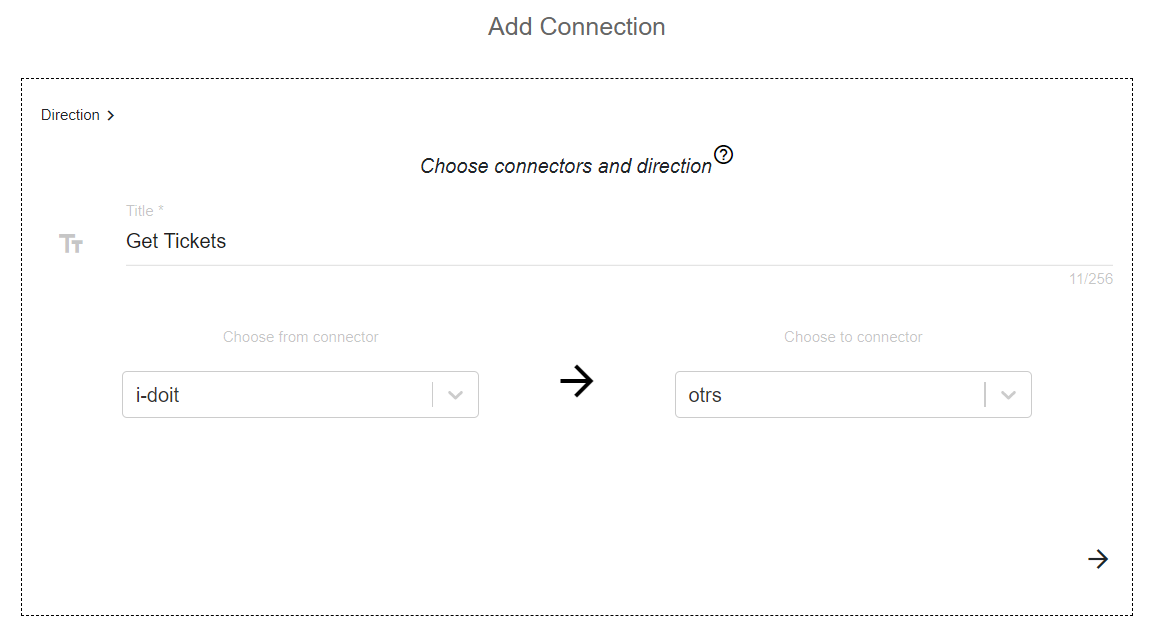 Add Connection
Direction
Choose connectors and direction
Title *
Get Tickets
11/256
Choose from connector
Choose to connector
i-doit
otrs